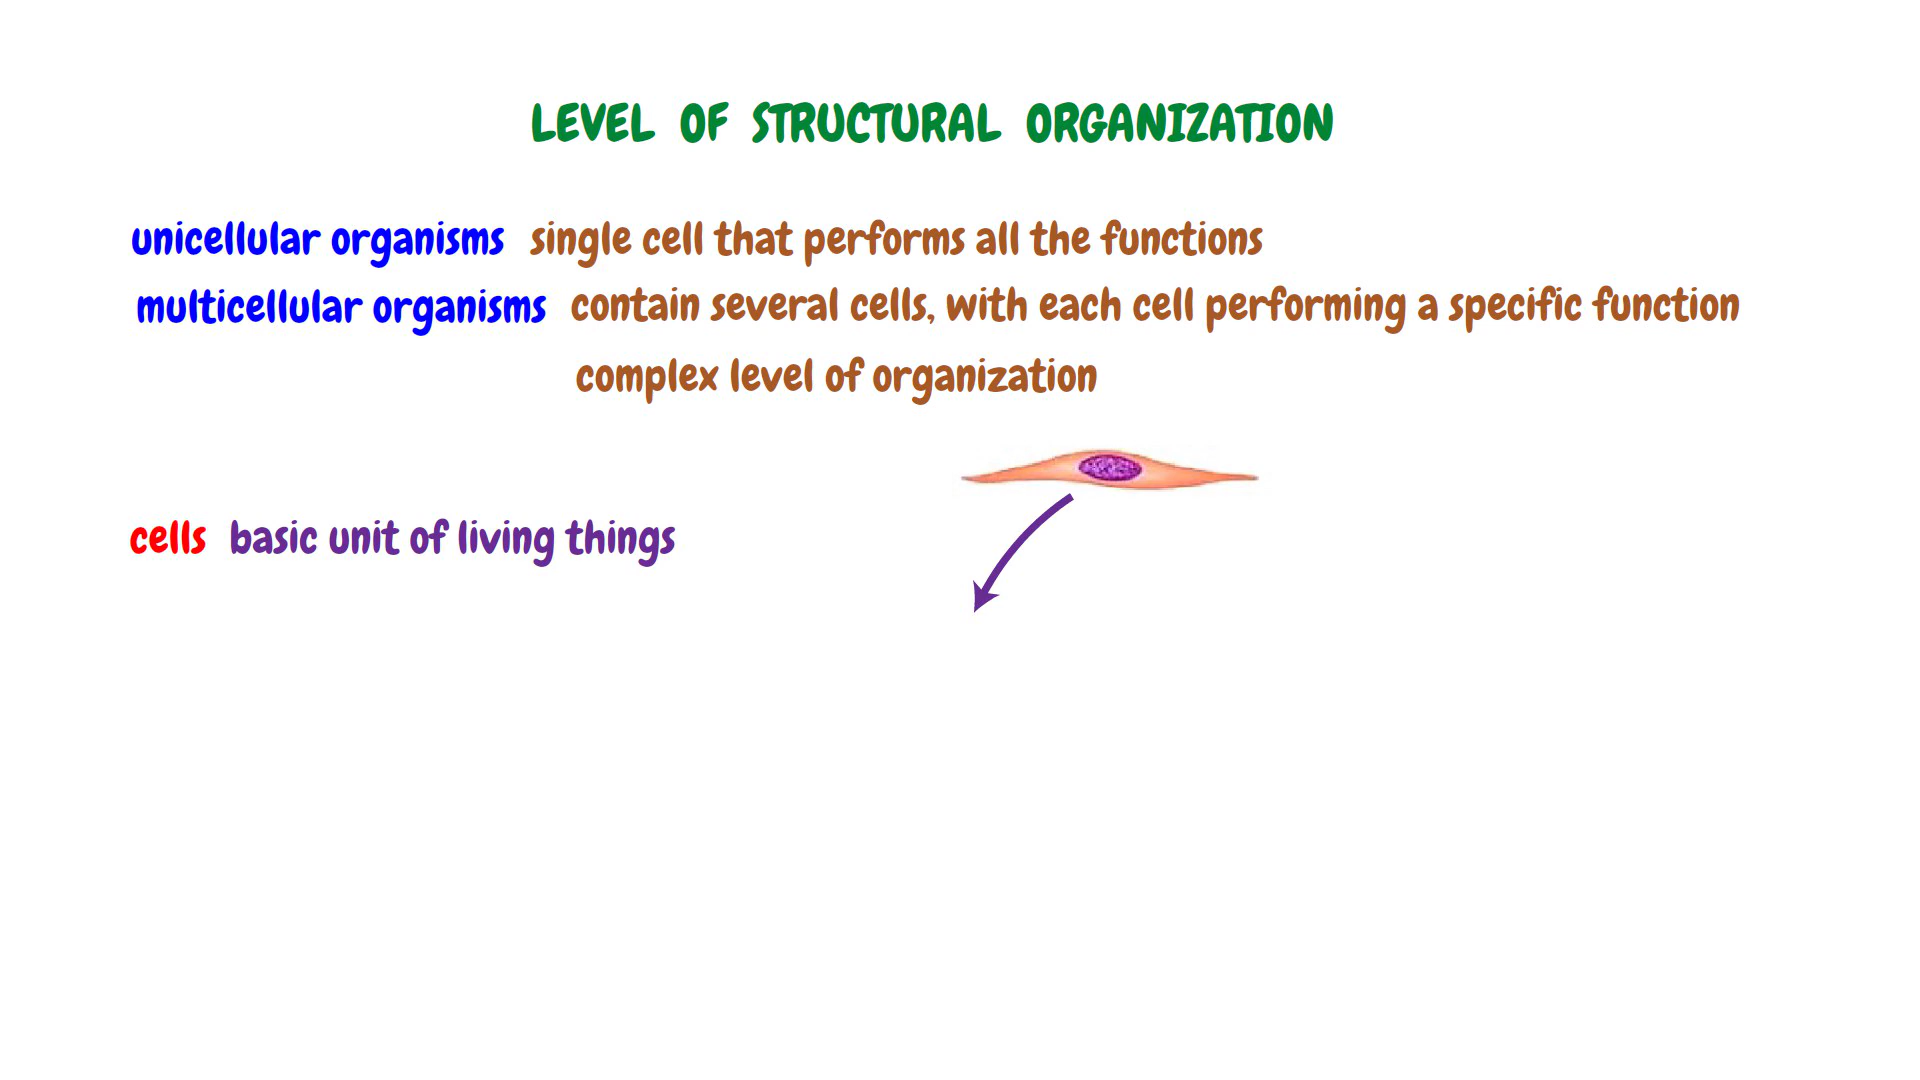 LEVEL OF STRUCTURAL ORGANIZATION
unicellular organisms single cell that performs all the functions
multicellular organisms contain several cells, with each cell performing a specific function
complex level of organization
cells basic unit of living things